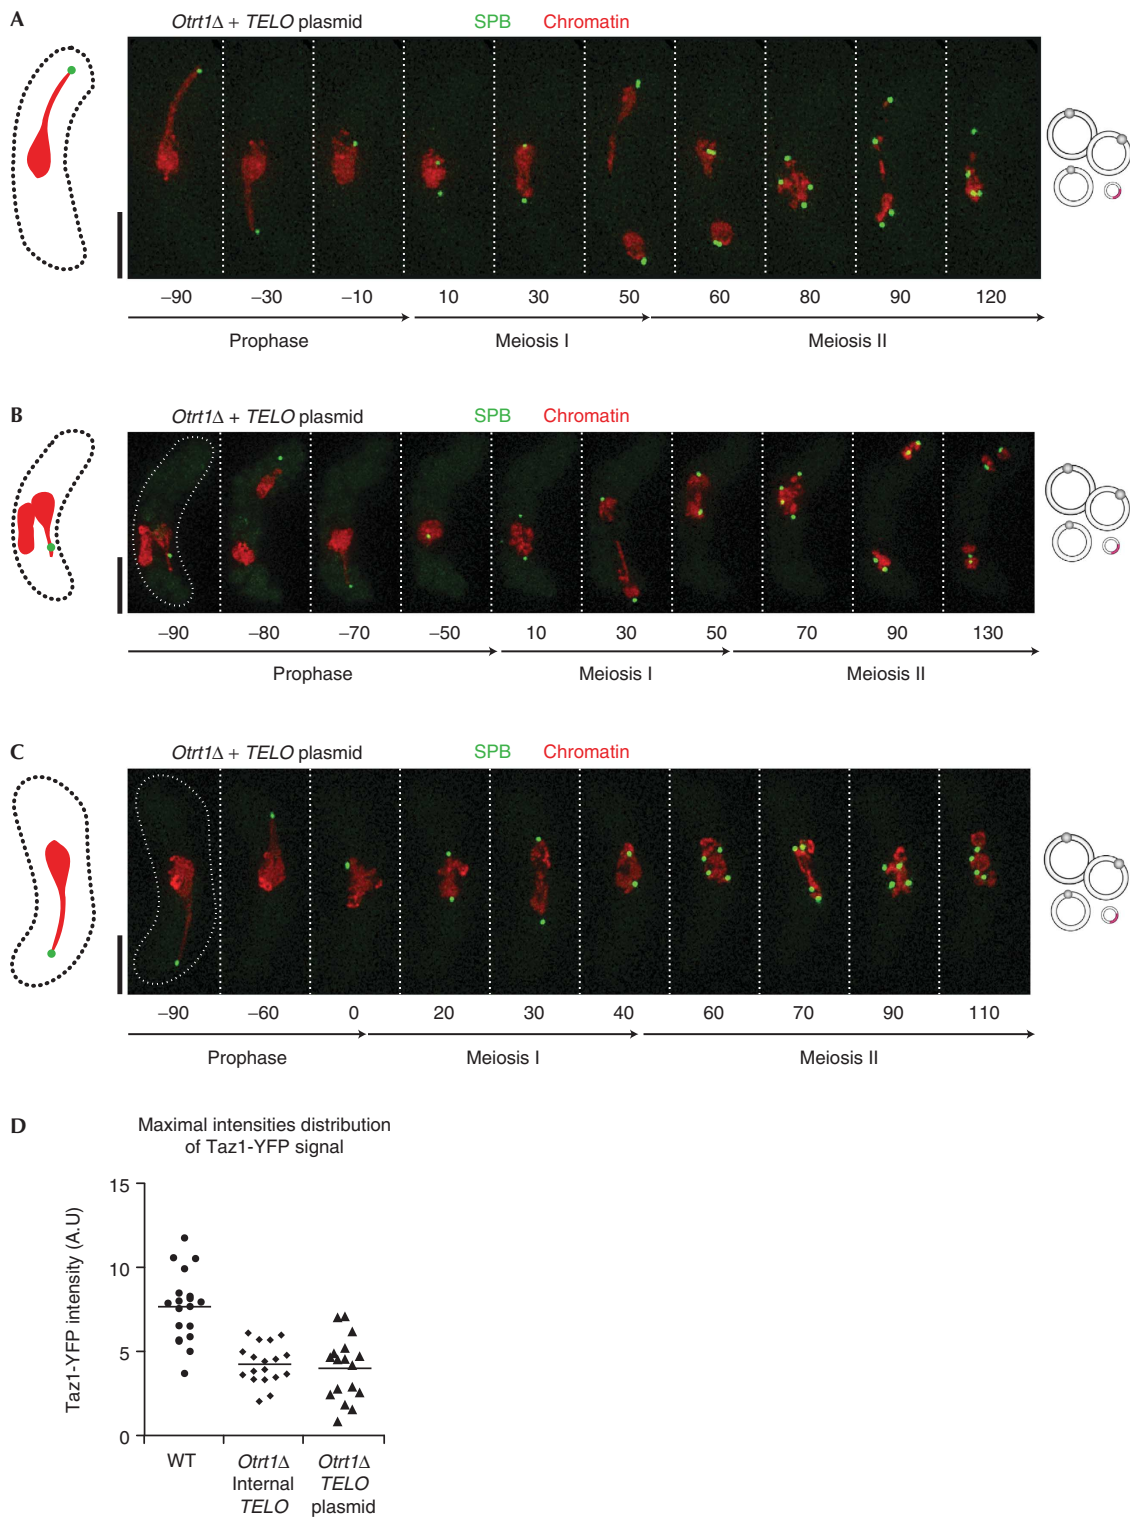 A
Otrt1Δ + TELO plasmid SPB Chromatin
−90 −30 −10 10 30 50 60 80 90 120
Prophase Meiosis I Meiosis II
B
Otrt1Δ + TELO plasmid SPB Chromatin
−90 −80 −70 −50 10 30 50 70 90 130
Prophase Meiosis I Meiosis II
C
Otrt1Δ + TELO plasmid SPB Chromatin
−90 −60 0 20 30 40 60 70 90 110
Prophase Meiosis I Meiosis II
D
Maximal intensities distribution
of Taz1-YFP signal
Taz1-YFP intensity (A.U)
15
10
5
0
WT
Otrt1Δ
Internal
TELO
Otrt1Δ
TELO
plasmid